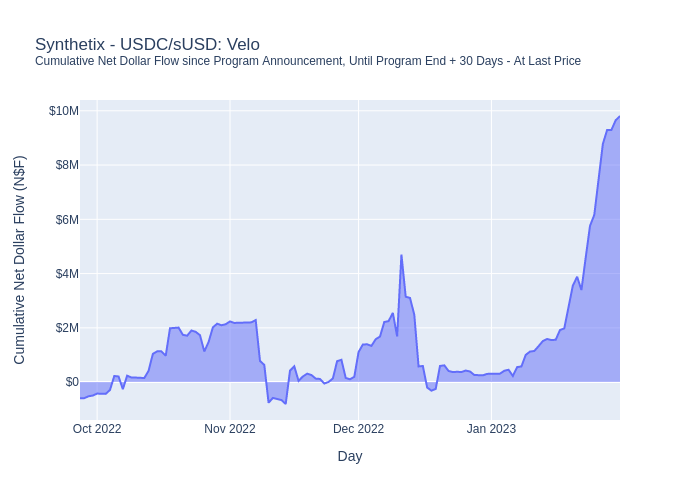 Synthetix - USDC/sUSD: Velo
Cumulative Net Dollar Flow since Program Announcement, Until Program End + 30 Days - At Last Price
Cumulative Net Dollar Flow (N$F)
$10M
$8M
$6M
$4M
$2M
$0
Oct 2022
Nov 2022
Dec 2022
Jan 2023
Day